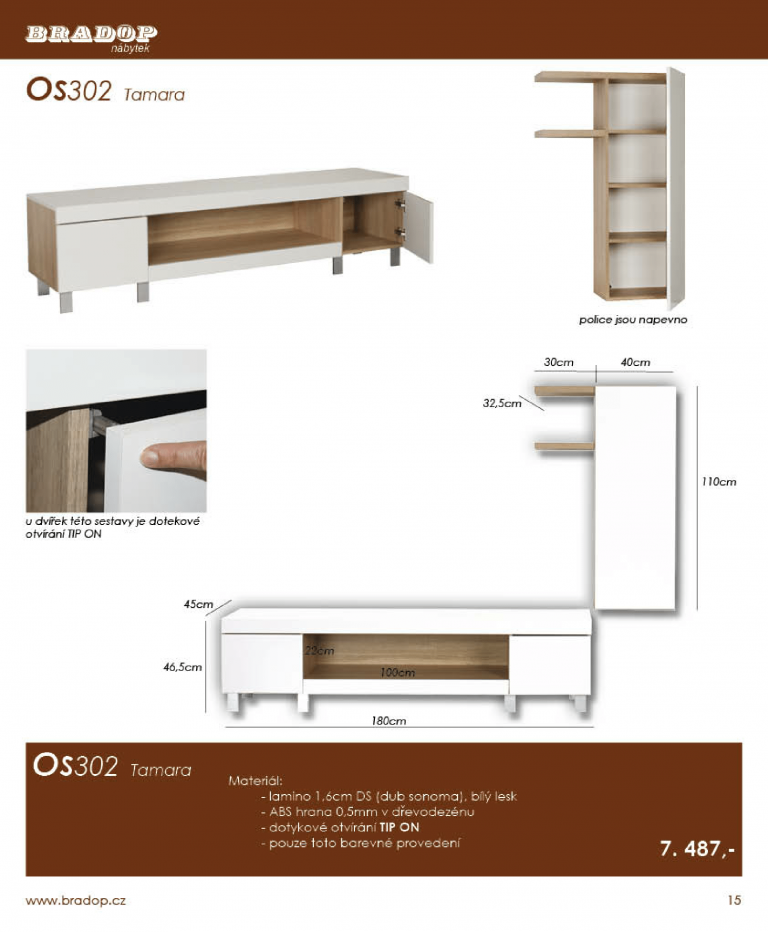 BRADOP
nábytek
Os302 Tamara
police jsou napevno
30cm 40cm
32,5cm
110cm
u dvířek této sestavy je dotekové
otvírání TIP ON
45cm
22cm
46,5cm
100cm
180cm
Os302 Tamara
Materiál:
- lamino 1,6cm DS (dub sonoma), bílý lesk
- ABS hrana 0,5mm v dřevodezénu
- dotykové otvírání TIP ON
- pouze toto barevné provedení
7. 487,-
www.bradop.cz 15